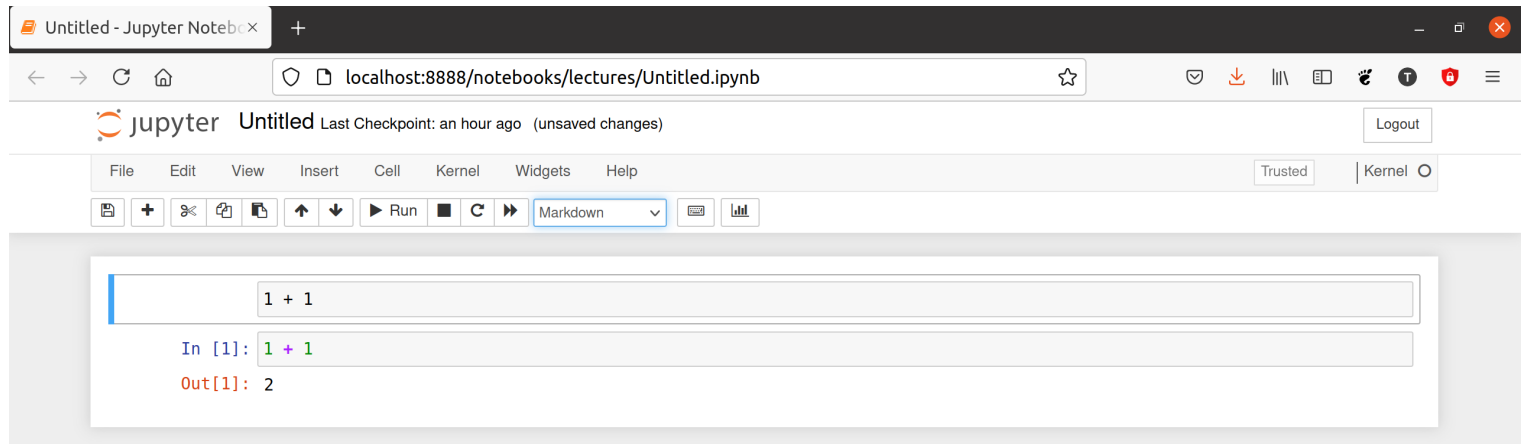 Untitled - Jupyter Notebo
localhost:8888/notebooks/lectures/Untitled.ipynb
jupyter Untitled Last Checkpoint: an hour ago (unsaved changes) Logout
File Edit View Insert Cell Kernel Widgets Help Trusted Kernel
Run Markdown
1 + 1
In [1]: 1 + 1
Out[1]: 2